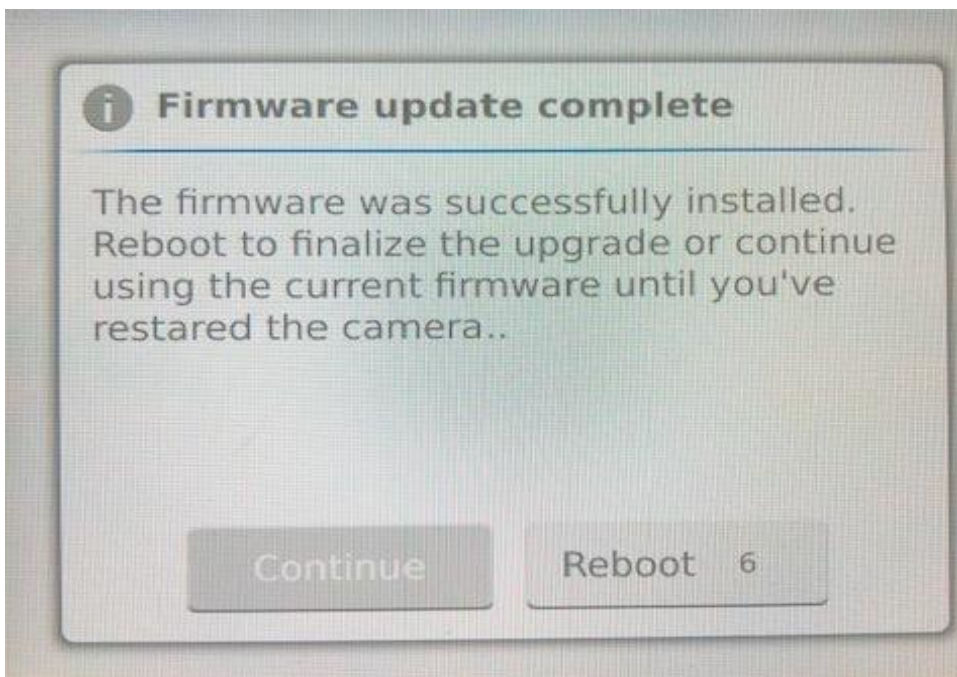 Firmware update complete
The firmware was successfully installed.
Reboot to finalize the upgrade or continue
using the current firmware until you've
restared the camera..
Continue
Reboot 6